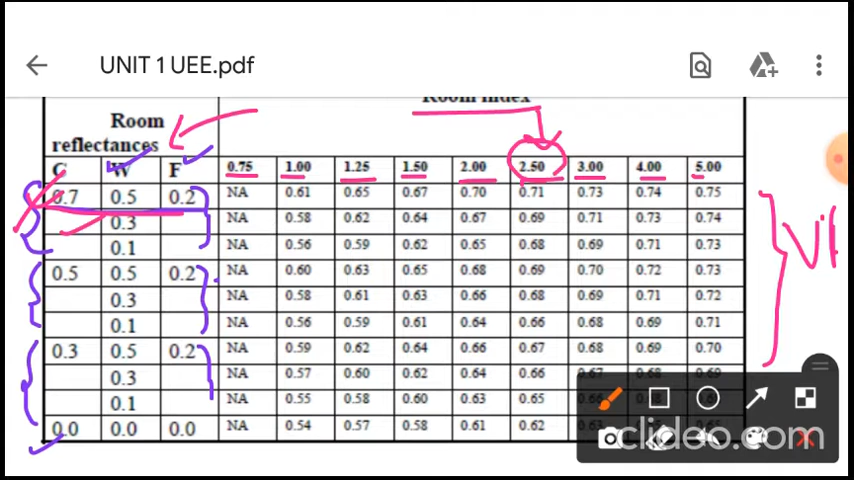 UNIT 1 UEE.pdf
Room Index
Room
reflectances
C W F 0.75 1.00 1.25 1.50 2.00 2.50 3.00 4.00 5.00
0.7 0.5 0.2 NA 0.61 0.65 0.67 0.70 0.71 0.73 0.74 0.75
0.3 NA 0.58 0.62 0.64 0.67 0.69 0.71 0.73 0.74
0.1 NA 0.56 0.59 0.62 0.65 0.68 0.69 0.71 0.73
0.5 0.5 0.2 NA 0.60 0.63 0.65 0.68 0.69 0.70 0.72 0.73
0.3 NA 0.58 0.61 0.63 0.66 0.68 0.69 0.71 0.72
0.1 NA 0.56 0.59 0.61 0.64 0.66 0.68 0.69 0.71
0.3 0.5 0.2 NA 0.59 0.62 0.64 0.66 0.67 0.68 0.69 0.70
0.3 NA 0.57 0.60 0.62 0.64 0.66 0.67 0.68 0.69
0.1 NA 0.55 0.58 0.60 0.63 0.65
0.0 0.0 0.0 NA 0.54 0.57 0.58 0.61 0.62
clideo.com